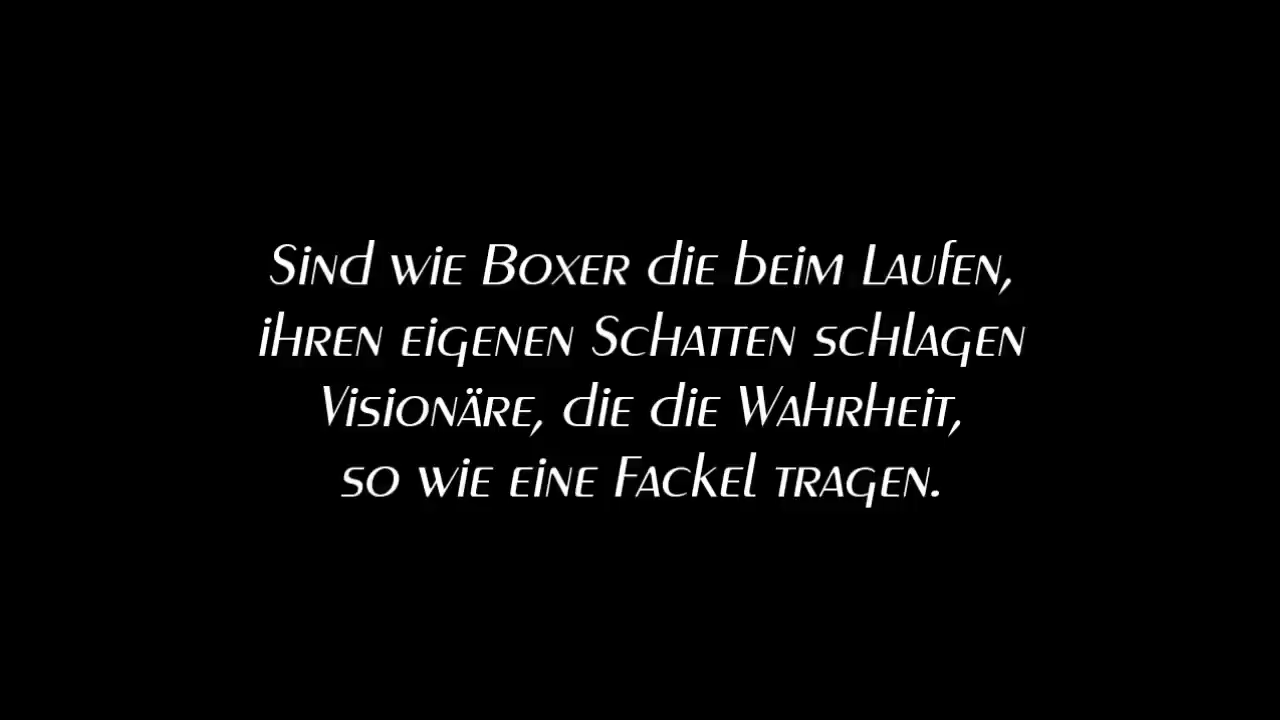 Sind wie Boxer die beim Laufen,
ihren eigenen Schatten schlagen
Visionäre, die die Wahrheit,
so wie eine Fackel tragen.